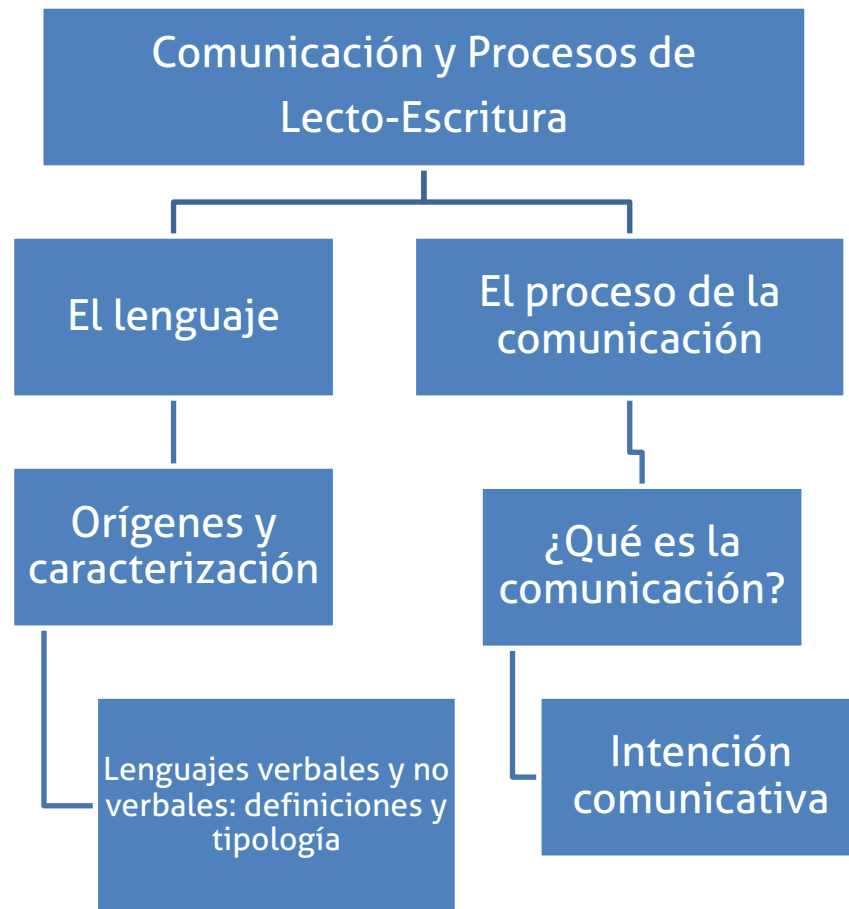 Comunicación y Procesos de
Lecto-Escritura
El lenguaje
El proceso de la
comunicación
Orígenes y
caracterización
¿Qué es la
comunicación?
Lenguajes verbales y no
verbales: definiciones y
tipología
Intención
comunicativa